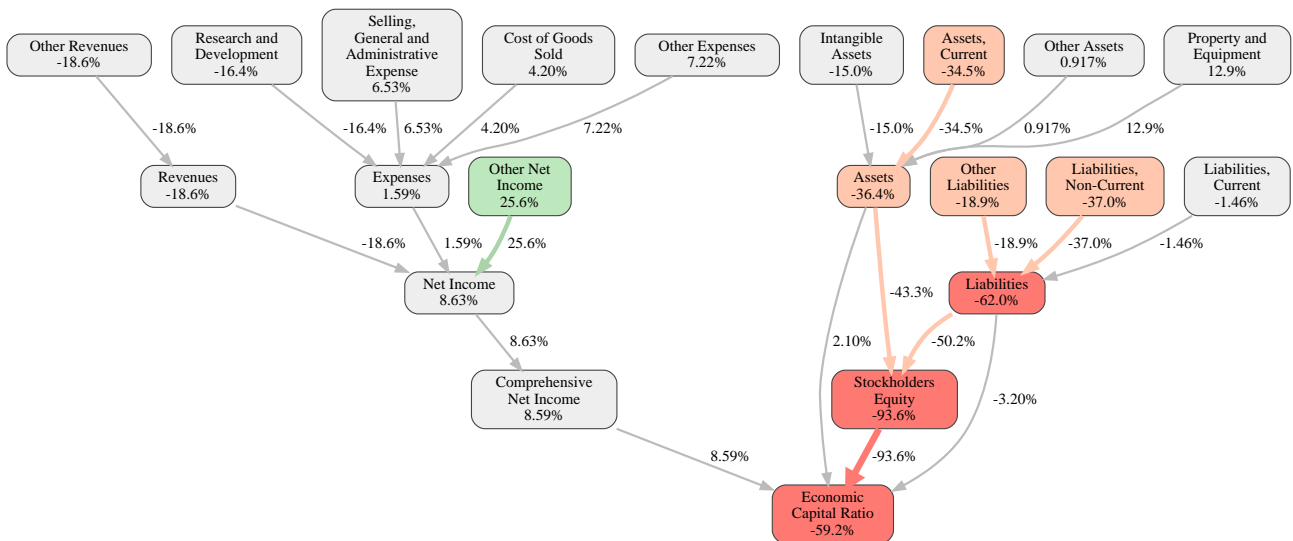 Other Revenues
-18.6%
Research and
Development
-16.4%
Selling,
General and
Administrative
Expense
6.53%
Cost of Goods
Sold
4.20%
Other Expenses
7.22%
Intangible
Assets
-15.0%
Assets,
Current
-34.5%
Other Assets
0.917%
Property and
Equipment
12.9%
-18.6%
-16.4%
6.53%
4.20%
7.22%
-15.0%
-34.5%
0.917%
12.9%
Revenues
-18.6%
Expenses
1.59%
Other Net
Income
25.6%
Assets
-36.4%
Other
Liabilities
-18.9%
Liabilities,
Non-Current
-37.0%
Liabilities,
Current
-1.46%
-18.6%
1.59%
25.6%
-18.9%
-37.0%
-1.46%
Net Income
8.63%
-43.3%
Liabilities
-62.0%
8.63%
2.10%
-50.2%
Comprehensive
Net Income
8.59%
Stockholders
Equity
-93.6%
-3.20%
8.59%
-93.6%
Economic
Capital Ratio
-59.2%